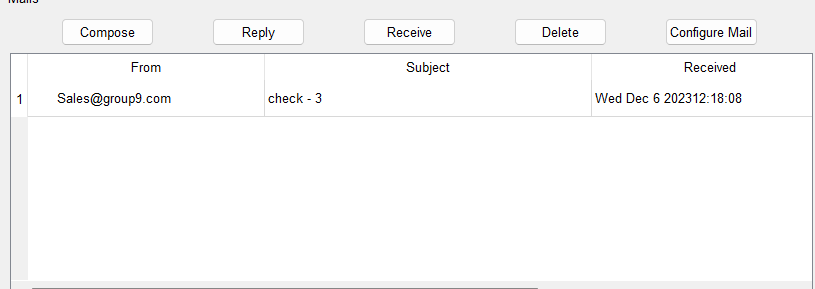 Mails
Compose Reply Receive Delete Configure Mail
From Subject Received
1 Sales@group9.com check - 3 Wed Dec 6 202312:18:08